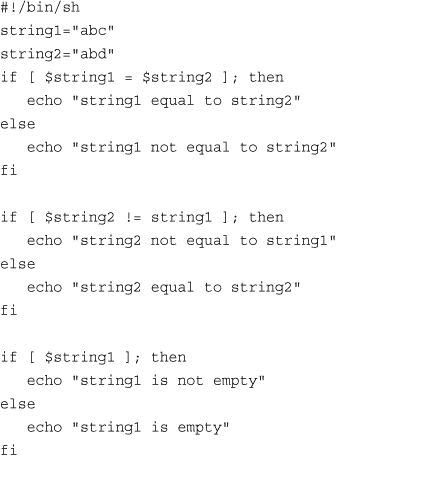 #!/bin/sh
string1="abc"
string2="abd"
if [ $string1 = $string2 ]; then
   echo "string1 equal to string2"
else
   echo "string1 not equal to string2"
fi

if [ $string2 != string1 ]; then
   echo "string2 not equal to string1"
else
   echo "string2 equal to string2"
fi

if [ $string1 ]; then
   echo "string1 is not empty"
else
   echo "string1 is empty"
fi